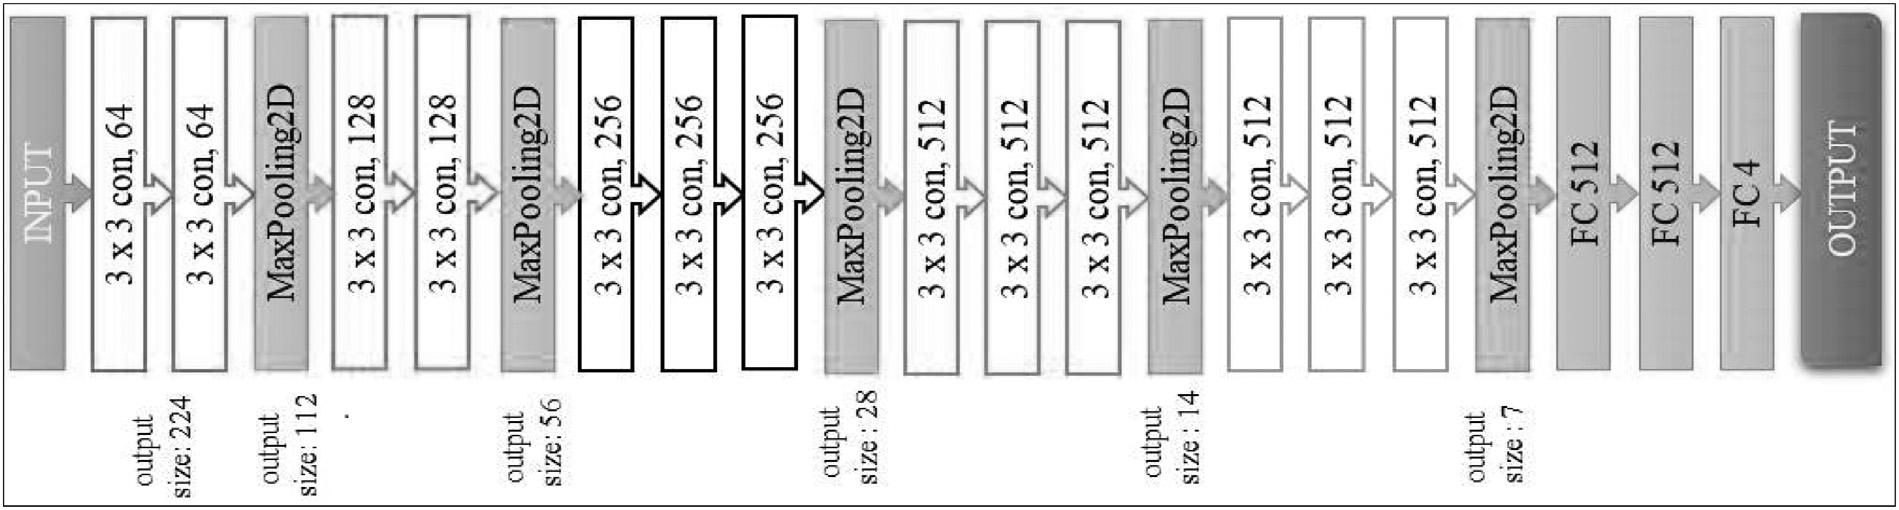 INPUT
3 x 3 con, 64
3 x 3 con, 64
MaxPooling2D
3 x 3 con, 128
3 x 3 con, 128
MaxPooling2D
3 x 3 con, 256
3 x 3 con, 256
3 x 3 con, 256
MaxPooling2D
3 x 3 con, 512
3 x 3 con, 512
3 x 3 con, 512
MaxPooling2D
3 x 3 con, 512
3 x 3 con, 512
3 x 3 con, 512
MaxPooling2D
FC 512
FC 512
FC 4
OUTPUT
output
size: 224
output
size: 112
output
size: 56
output
size : 28
output
size : 14
output
size : 7